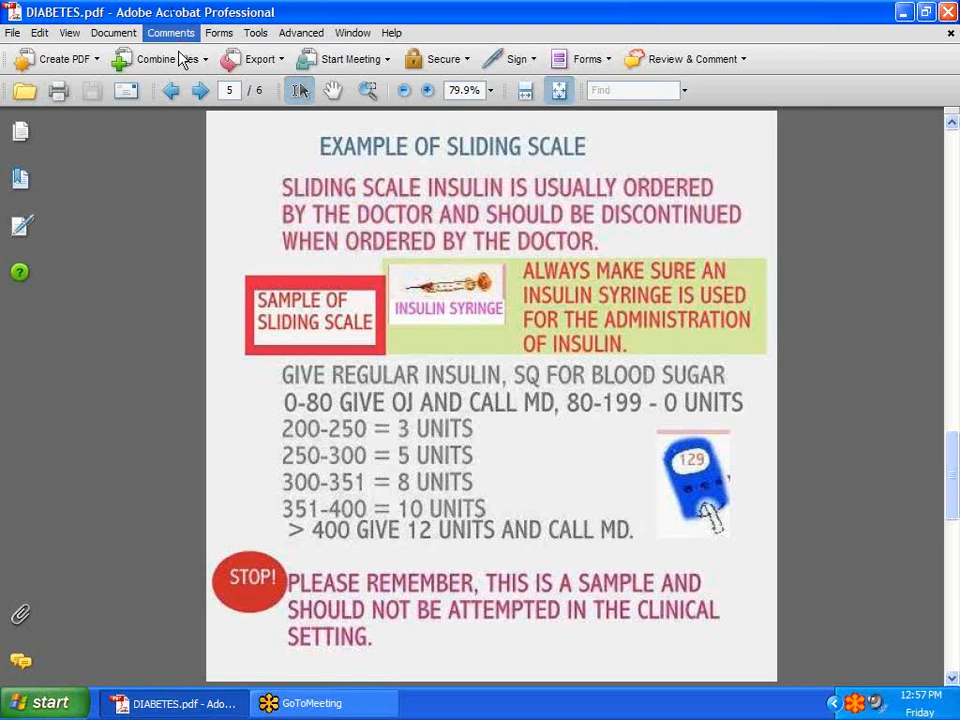 DIABETES.pdf - Adobe Acrobat Professional
File Edit View Document Comments Forms Tools Advanced Window Help
Create PDF Combine Export Start Meeting Secure Sign Forms Review & Comment
5 / 6 79.9% Find
EXAMPLE OF SLIDING SCALE
SLIDING SCALE INSULIN IS USUALLY ORDERED
BY THE DOCTOR AND SHOULD BE DISCONTINUED
WHEN ORDERED BY THE DOCTOR.
SAMPLE OF
SLIDING SCALE
INSULIN SYRINGE
ALWAYS MAKE SURE AN
INSULIN SYRINGE IS USED
FOR THE ADMINISTRATION
OF INSULIN.
GIVE REGULAR INSULIN, SQ FOR BLOOD SUGAR
0-80 GIVE OJ AND CALL MD, 80-199 - 0 UNITS
200-250 = 3 UNITS
250-300 = 5 UNITS
300-351 = 8 UNITS
351-400 = 10 UNITS
> 400 GIVE 12 UNITS AND CALL MD.
129
STOP!
PLEASE REMEMBER, THIS IS A SAMPLE AND
SHOULD NOT BE ATTEMPTED IN THE CLINICAL
SETTING.
start DIABETES.pdf - Ado... GoToMeeting 12:57 PM
Friday